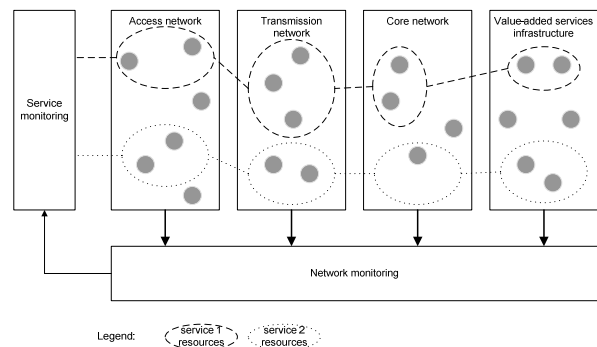 Access network
Transmission
network
Core network
Value-added services
infrastructure
Service
monitoring
Network monitoring
Legend:
service 1
resources
service 2
resources